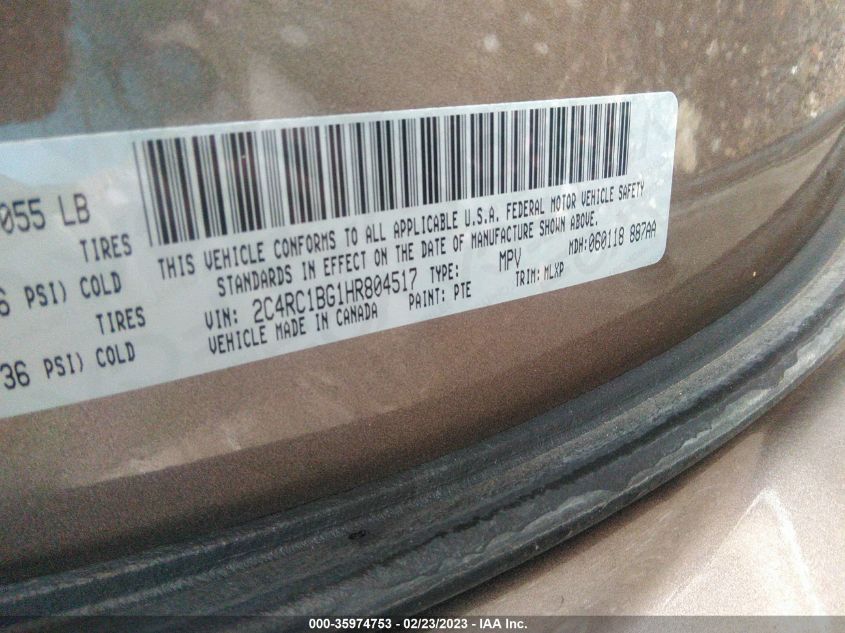 055 LB
TIRES
6 PSI) COLD
TIRES
36 PSI) COLD
THIS VEHICLE CONFORMS TO ALL APPLICABLE U.S.A. FEDERAL MOTOR VEHICLE SAFETY
STANDARDS IN EFFECT ON THE DATE OF MANUFACTURE SHOWN ABOVE.
MDH:060118 887AA
VIN: 2C4RC1BG1HR804517 TYPE: MPV
VEHICLE MADE IN CANADA PAINT: PTE TRIM: MLXP
000-35974753 - 02/23/2023 - IAA Inc.